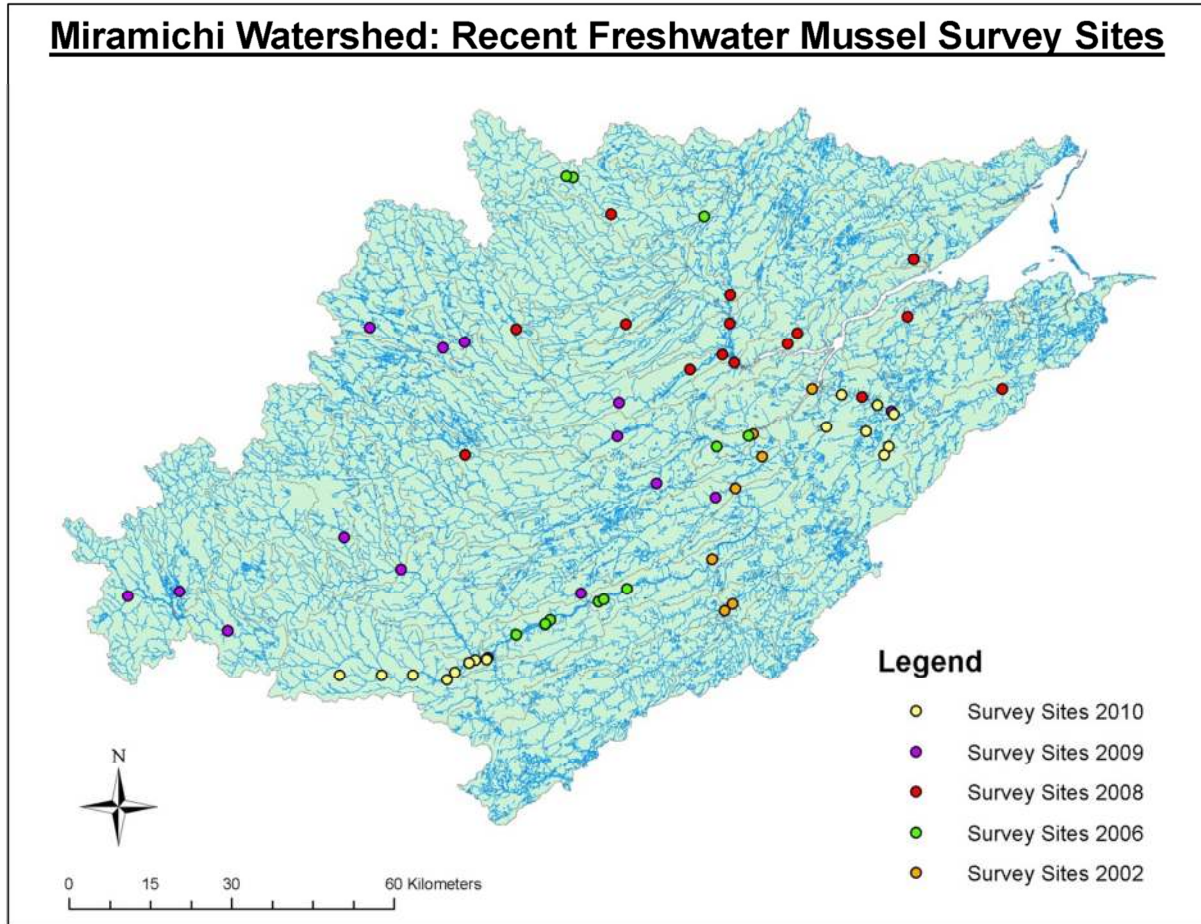 Miramichi Watershed: Recent Freshwater Mussel Survey Sites
Legend
Survey Sites 2010
Survey Sites 2009
Survey Sites 2008
Survey Sites 2006
Survey Sites 2002
N
0 15 30 60 Kilometers